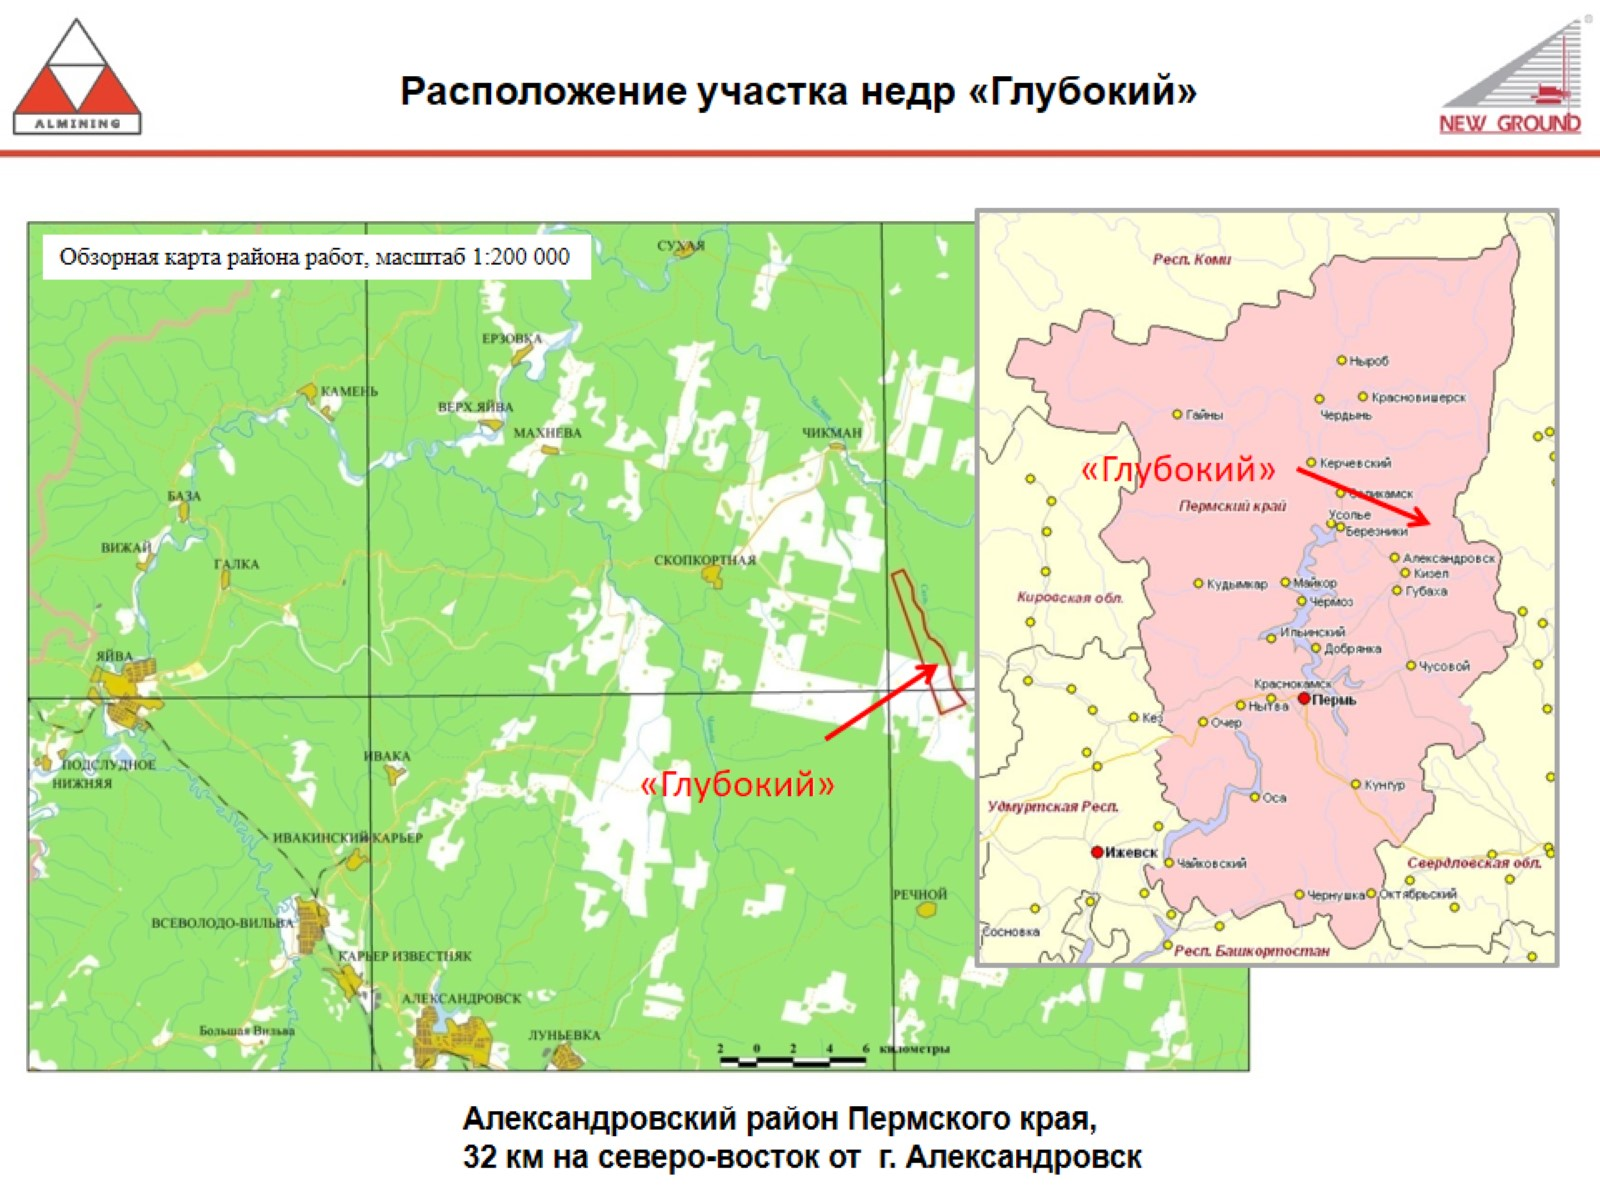 ALMINING
Расположение участка недр «Глубокий»
NEW GROUND
Обзорная карта района работ, масштаб 1:200 000
СУХАЯ
ЕРЗОВКА
КАМЕНЬ
ВЕРХ.ЯЙВА
МАХНЕВА
ЧИКМАН
БАЗА
ВИЖАЙ
ГАЛКА
СКОПКОРТНАЯ
ЯЙВА
ПОДСЛУДНОЕ
НИЖНЯЯ
ИВАКА
«Глубокий»
ИВАКИНСКИЙ КАРЬЕР
РЕЧНОЙ
ВСЕВОЛОДО-ВИЛЬВА
КАРЬЕР ИЗВЕСТНЯК
АЛЕКСАНДРОВСК
Большая Вильва
ЛУНЬЕВКА
2 0 2 4 6 километры
Респ. Коми
Ныроб
Красновишерск
Чердынь
Гайны
Керчевский
«Глубокий»
Соликамск
Пермский край
Усолье
Березники
Александровск
Кизел
Губаха
Кудымкар
Майкор
Чермоз
Кировская обл.
Ильинский
Добрянка
Чусовой
Краснокамск
Пермь
Нытва
Кез
Очер
Кунгур
Оса
Удмуртская Респ.
Ижевск
Чайковский
Свердловская обл.
Чернушка
Октябрьский
Сосновка
Респ. Башкортостан
Александровский район Пермского края,
32 км на северо-восток от г. Александровск